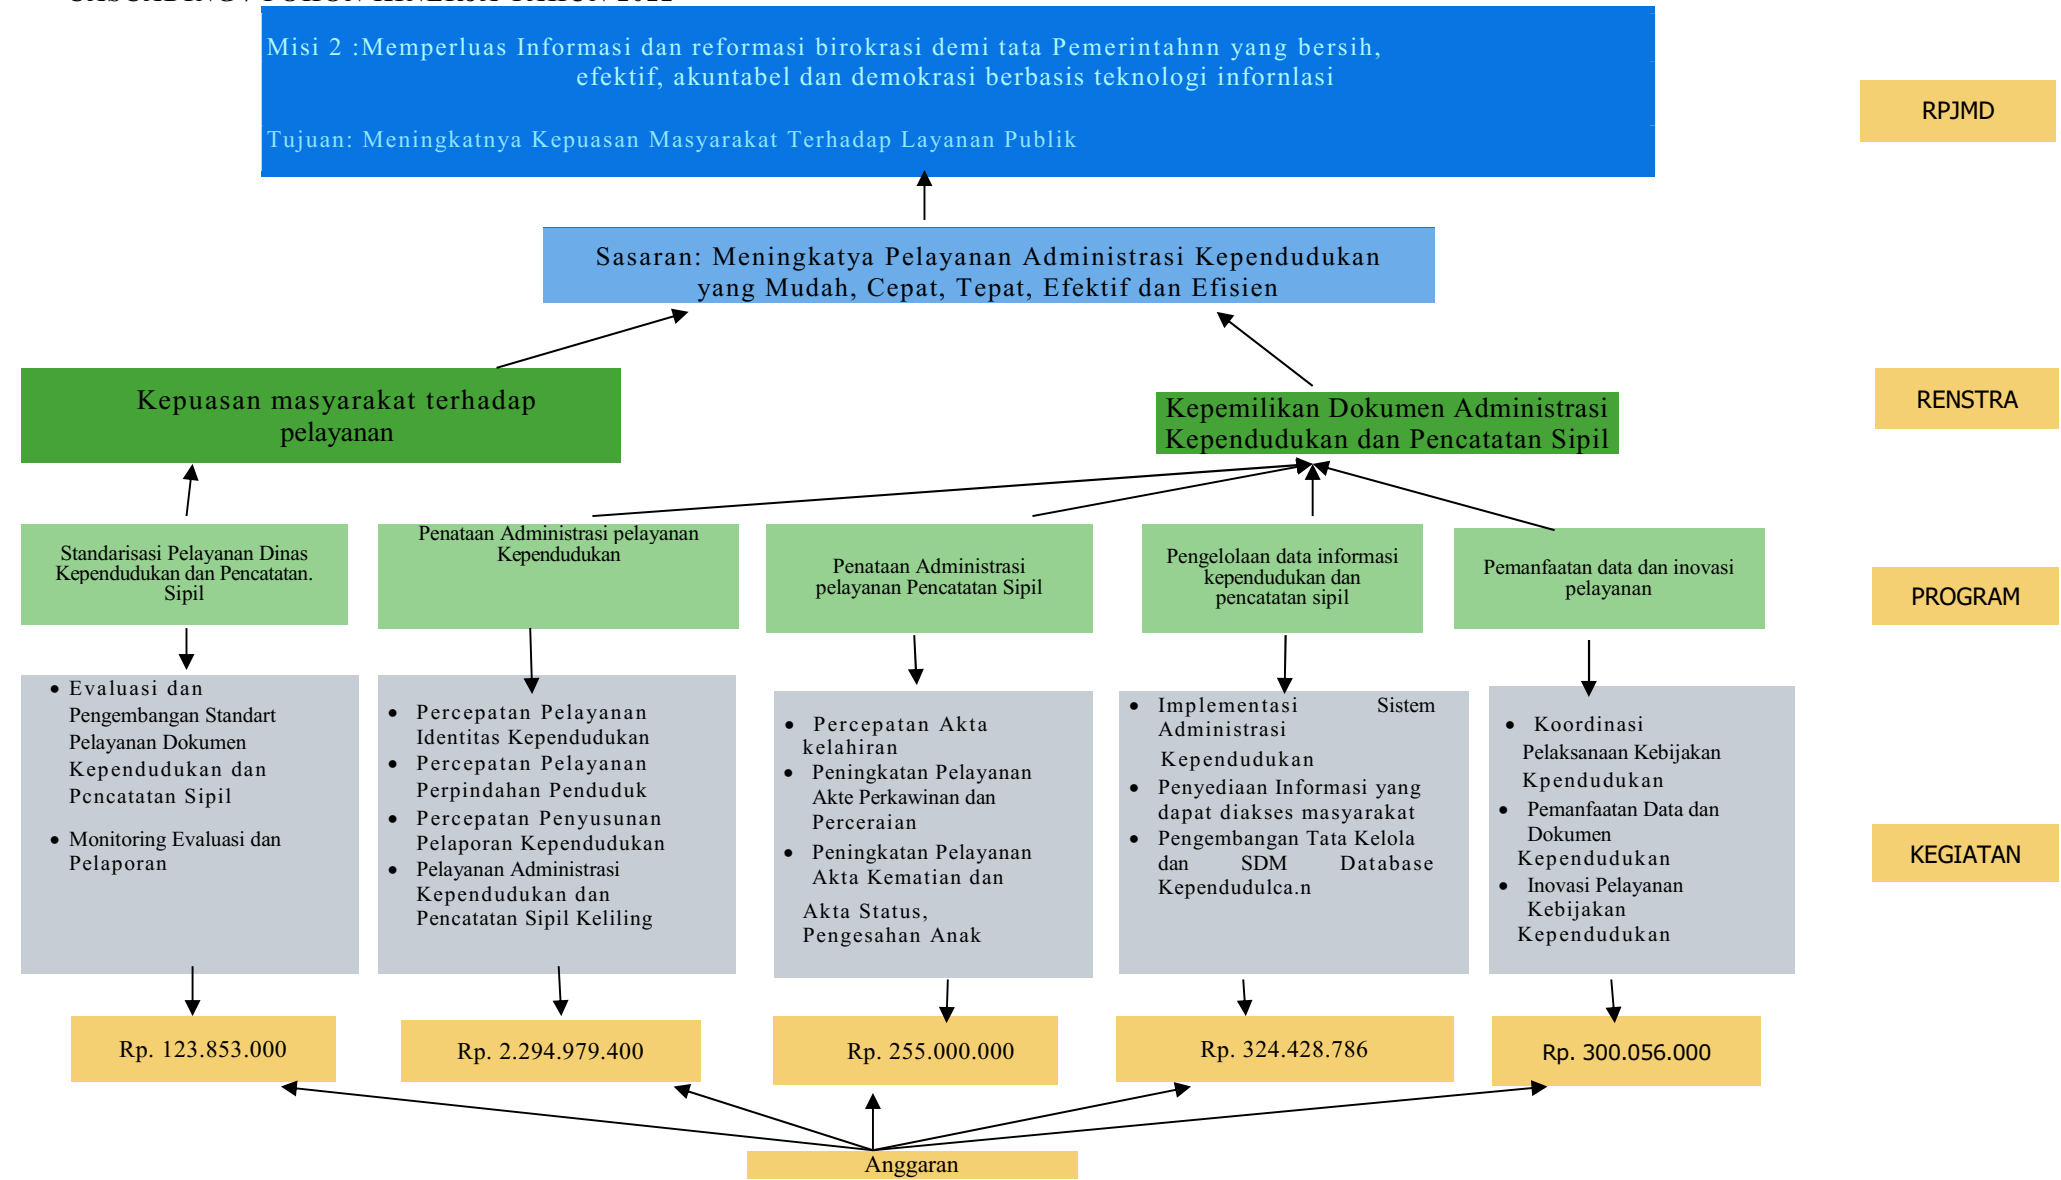 CASCADING / POHON KINERJA TAHUN 2022
Misi 2 :Memperluas Informasi dan reformasi birokrasi demi tata Pemerintahnn yang bersih,
efektif, akuntabel dan demokrasi berbasis teknologi infornlasi
Tujuan: Meningkatnya Kepuasan Masyarakat Terhadap Layanan Publik
RPJMD
Sasaran: Meningkatya Pelayanan Administrasi Kependudukan
yang Mudah, Cepat, Tepat, Efektif dan Efisien
Kepuasan masyarakat terhadap
pelayanan
Kepemilikan Dokumen Administrasi
Kependudukan dan Pencatatan Sipil
RENSTRA
Standarisasi Pelayanan Dinas
Kependudukan dan Pencatatan.
Sipil
Penataan Administrasi pelayanan
Kependudukan
Penataan Administrasi
pelayanan Pencatatan Sipil
Pengelolaan data informasi
kependudukan dan
pencatatan sipil
Pemanfaatan data dan inovasi
pelayanan
PROGRAM
• Evaluasi dan
Pengembangan Standart
Pelayanan Dokumen
Kependudukan dan
Pcncatatan Sipil
• Monitoring Evaluasi dan
Pelaporan
• Percepatan Pelayanan
Identitas Kependudukan
• Percepatan Pelayanan
Perpindahan Penduduk
• Percepatan Penyusunan
Pelaporan Kependudukan
• Pelayanan Administrasi
Kependudukan dan
Pencatatan Sipil Keliling
• Percepatan Akta
kelahiran
• Peningkatan Pelayanan
Akte Perkawinan dan
Perceraian
• Peningkatan Pelayanan
Akta Kematian dan
Akta Status,
Pengesahan Anak
• Implementasi Sistem
Administrasi
Kependudukan
• Penyediaan Informasi yang
dapat diakses masyarakat
• Pengembangan Tata Kelola
dan SDM Database
Kependudulca.n
• Koordinasi
Pelaksanaan Kebijakan
Kpendudukan
• Pemanfaatan Data dan
Dokumen
Kependudukan
• Inovasi Pelayanan
Kebijakan
Kependudukan
KEGIATAN
Rp. 123.853.000
Rp. 2.294.979.400
Rp. 255.000.000
Rp. 324.428.786
Rp. 300.056.000
Anggaran